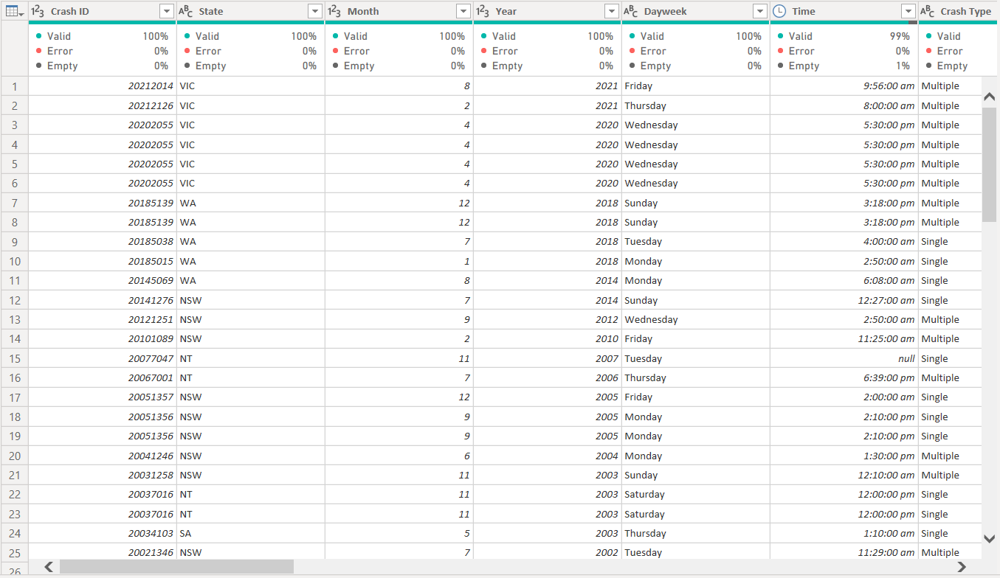 1 2 3 Crash ID A B C State 1 2 3 Month 1 2 3 Year A B C Dayweek Time A B C Crash Type
Valid 100% Valid 100% Valid 100% Valid 100% Valid 100% Valid 99% Valid
Error 0% Error 0% Error 0% Error 0% Error 0% Error 0% Error
Empty 0% Empty 0% Empty 0% Empty 0% Empty 0% Empty 1% Empty
1 20212014 VIC 8 2021 Friday 9:56:00 am Multiple
2 20212126 VIC 2 2021 Thursday 8:00:00 am Multiple
3 20202055 VIC 4 2020 Wednesday 5:30:00 pm Multiple
4 20202055 VIC 4 2020 Wednesday 5:30:00 pm Multiple
5 20202055 VIC 4 2020 Wednesday 5:30:00 pm Multiple
6 20202055 VIC 4 2020 Wednesday 5:30:00 pm Multiple
7 20185139 WA 12 2018 Sunday 3:18:00 pm Multiple
8 20185139 WA 12 2018 Sunday 3:18:00 pm Multiple
9 20185038 WA 7 2018 Tuesday 4:00:00 am Single
10 20185015 WA 1 2018 Monday 2:50:00 am Single
11 20145069 WA 8 2014 Monday 6:08:00 am Single
12 20141276 NSW 7 2014 Sunday 12:27:00 am Single
13 20121251 NSW 9 2012 Wednesday 2:50:00 am Multiple
14 20101089 NSW 2 2010 Friday 11:25:00 am Multiple
15 20077047 NT 11 2007 Tuesday null Single
16 20067001 NT 7 2006 Thursday 6:39:00 pm Multiple
17 20051357 NSW 12 2005 Friday 2:00:00 am Single
18 20051356 NSW 9 2005 Monday 2:10:00 pm Single
19 20051356 NSW 9 2005 Monday 2:10:00 pm Single
20 20041246 NSW 6 2004 Monday 1:30:00 pm Multiple
21 20031258 NSW 11 2003 Sunday 12:10:00 am Multiple
22 20037016 NT 11 2003 Saturday 12:00:00 pm Single
23 20037016 NT 11 2003 Saturday 12:00:00 pm Single
24 20034103 SA 5 2003 Thursday 1:10:00 am Single
25 20021346 NSW 7 2002 Tuesday 11:29:00 am Multiple
26